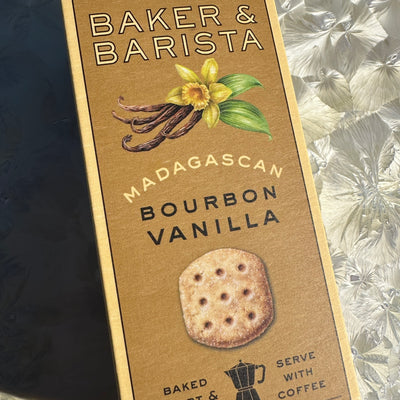 BAKER &
BARISTA
MADAGASCAN
BOURBON
VANILLA
BAKED
SERVE
&
WITH
COFFEE